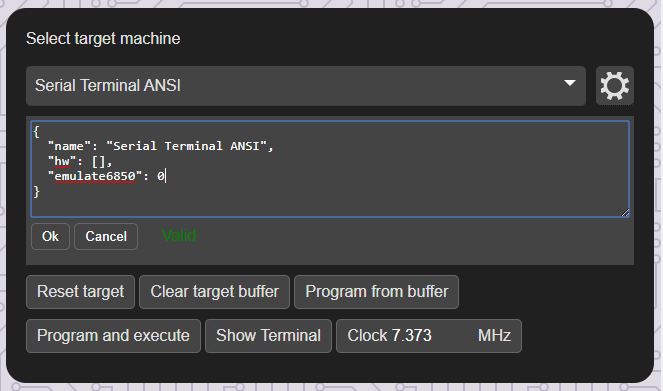 Select target machine
Serial Terminal ANSI
{
"name": "Serial Terminal ANSI",
"hw": [],
"emulate6850": 0
}
Ok Cancel Valid
Reset target Clear target buffer Program from buffer
Program and execute Show Terminal Clock 7.373 MHz